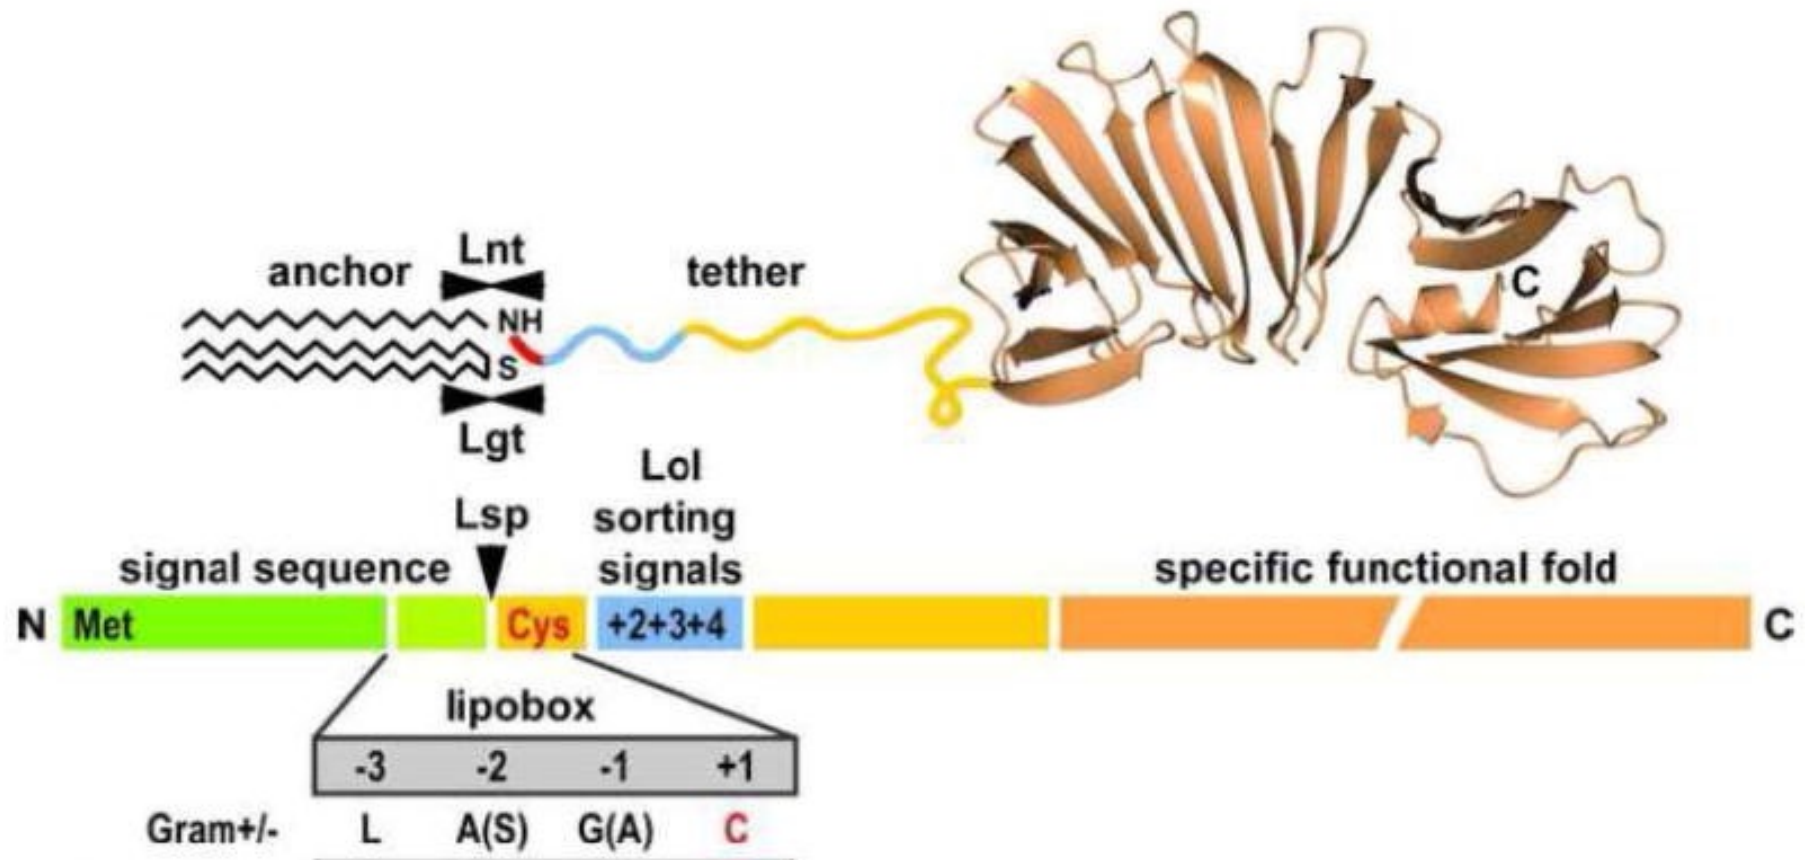 Lnt
anchor
tether
NH
S
C
Lgt
Lol
sorting
signals
Lsp
signal sequence
specific functional fold
N Met Cys +2+3+4 C
lipobox
-3 -2 -1 +1
Gram+/- L A(S) G(A) C